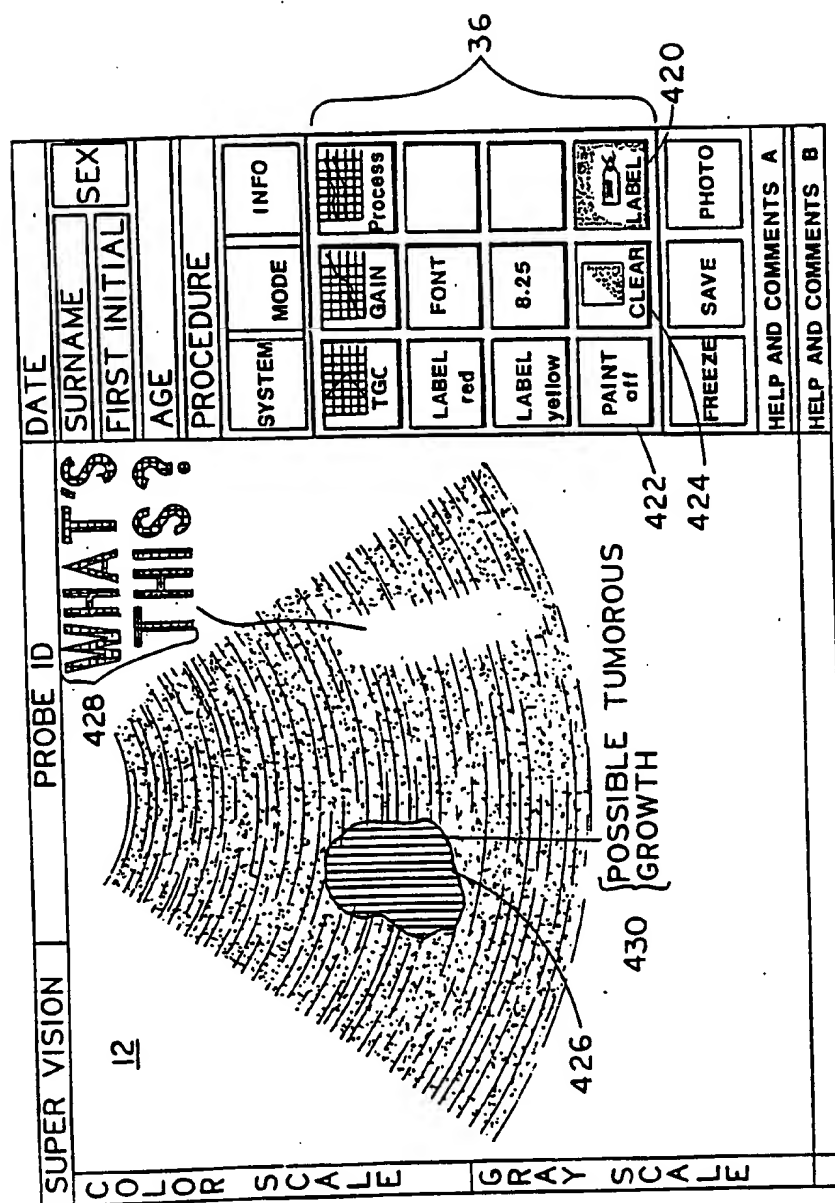 SUPER VISION
PROBE ID
DATE
SURNAME
SEX
FIRST INITIAL
AGE
PROCEDURE
SYSTEM
MODE
INFO
TGC
GAIN
Process
LABEL
red
FONT
LABEL
yellow
8.25
PAINT
off
CLEAR
LABEL
FREEZE
SAVE
PHOTO
HELP AND COMMENTS A
HELP AND COMMENTS B
COLOR SCALE
GRAY SCALE
12
428
WHAT'S
THIS?
426
430
POSSIBLE TUMOROUS
GROWTH
422
424
420
36